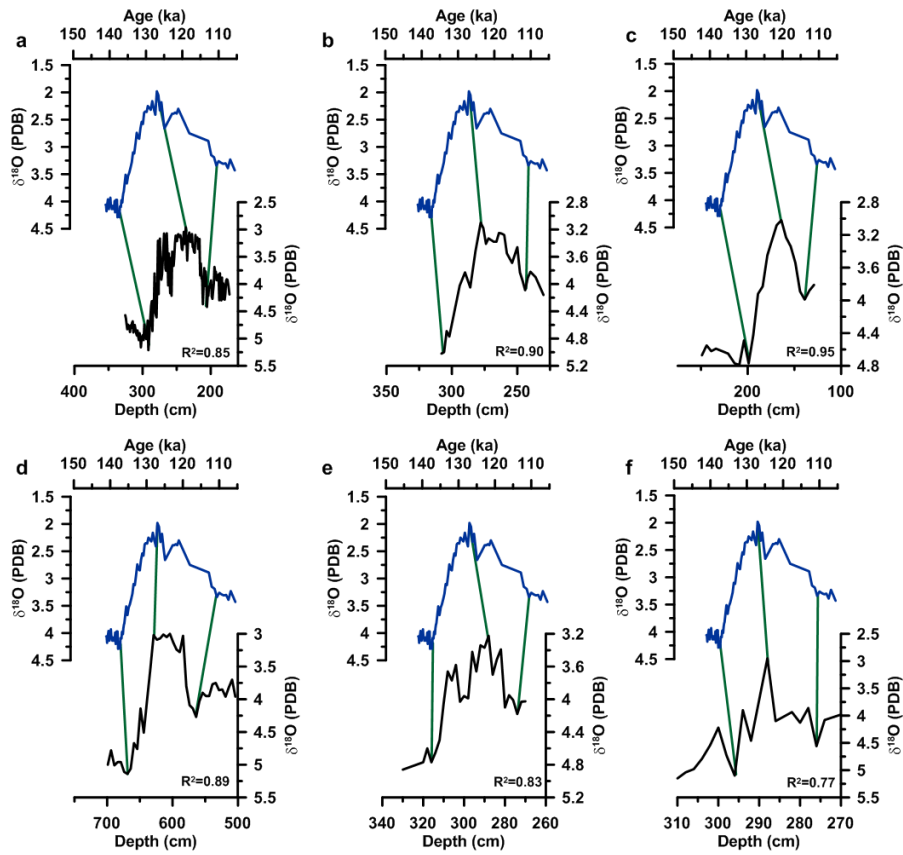 Age (ka)
a
150 140 130 120 110
1.5
2
2.5
3
3.5
4
4.5
δ¹⁸O (PDB)
2.5
3
3.5
4
4.5
5
5.5
δ¹⁸O (PDB)
R²=0.85
400 300 200
Depth (cm)
Age (ka)
b
150 140 130 120 110
1.5
2
2.5
3
3.5
4
4.5
δ¹⁸O (PDB)
2.8
3.2
3.6
4
4.4
4.8
5.2
δ¹⁸O (PDB)
R²=0.90
350 300 250
Depth (cm)
Age (ka)
c
150 140 130 120 110
1.5
2
2.5
3
3.5
4
4.5
δ¹⁸O (PDB)
2.8
3.2
3.6
4
4.4
4.8
δ¹⁸O (PDB)
R²=0.95
200 100
Depth (cm)
Age (ka)
d
150 140 130 120 110
1.5
2
2.5
3
3.5
4
4.5
δ¹⁸O (PDB)
3
3.5
4
4.5
5
5.5
δ¹⁸O (PDB)
R²=0.89
700 600 500
Depth (cm)
Age (ka)
e
150 140 130 120 110
1.5
2
2.5
3
3.5
4
4.5
δ¹⁸O (PDB)
3.2
3.6
4
4.4
4.8
5.2
δ¹⁸O (PDB)
R²=0.83
340 320 300 280 260
Depth (cm)
Age (ka)
f
150 140 130 120 110
1.5
2
2.5
3
3.5
4
4.5
δ¹⁸O (PDB)
2.5
3
3.5
4
4.5
5
5.5
δ¹⁸O (PDB)
R²=0.77
310 300 290 280 270
Depth (cm)